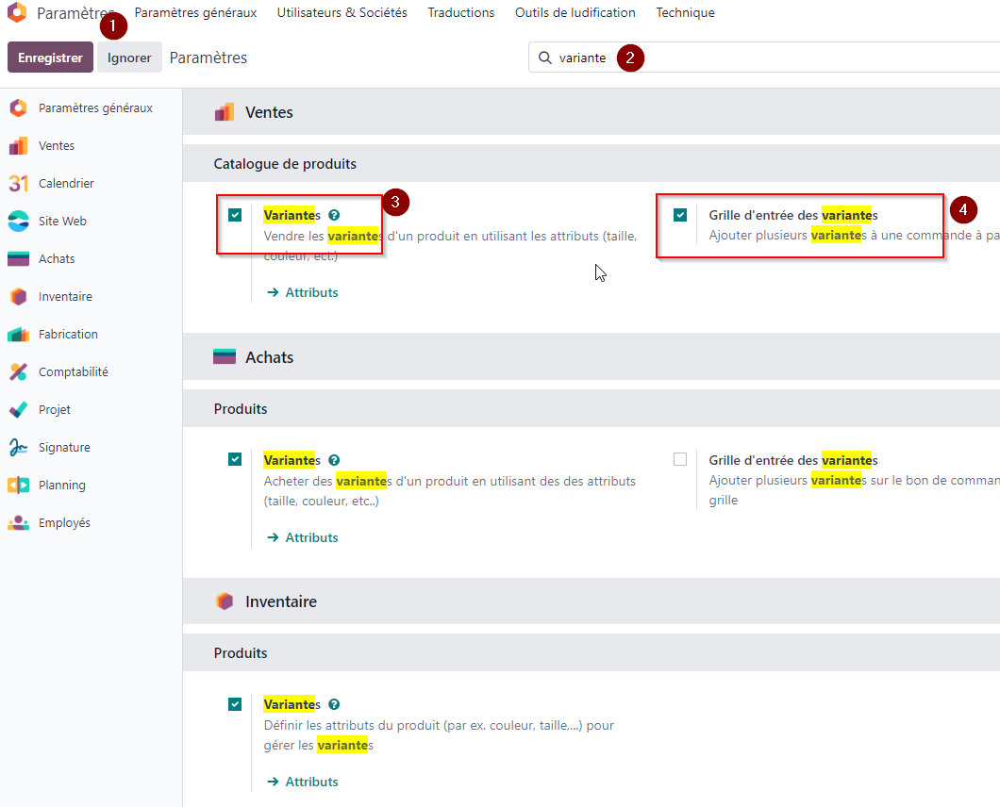 Paramètres Paramètres généraux Utilisateurs & Sociétés Traductions Outils de ludification Technique
1
Enregistrer Ignorer Paramètres variante 2
Paramètres généraux
Ventes
Calendrier
Site Web
Achats
Inventaire
Fabrication
Comptabilité
Projet
Signature
Planning
Employés
Ventes
Catalogue de produits
3
Variantes ?
Vendre les variantes d'un produit en utilisant les attributs (taille,
couleur, ect.)
→ Attributs
4
Grille d'entrée des variantes
Ajouter plusieurs variantes à une commande à pa
Achats
Produits
Variantes ?
Acheter des variantes d'un produit en utilisant des des attributs
(taille, couleur, etc..)
→ Attributs
Grille d'entrée des variantes
Ajouter plusieurs variantes sur le bon de comman
grille
Inventaire
Produits
Variantes ?
Définir les attributs du produit (par ex. couleur, taille,...) pour
gérer les variantes
→ Attributs